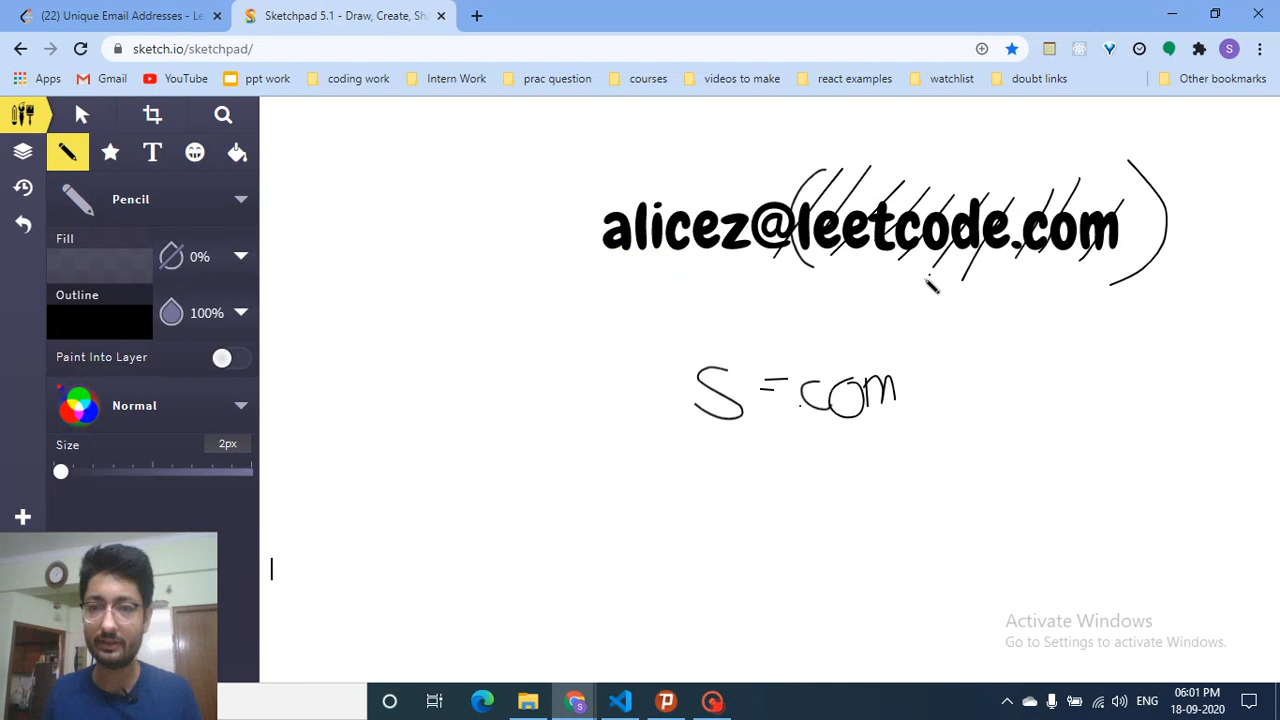 (22) Unique Email Addresses - Le
Sketchpad 5.1 - Draw, Create, Sh
sketch.io/sketchpad/
S
Apps
Gmail
YouTube
ppt work
coding work
Intern Work
prac question
courses
videos to make
react examples
watchlist
doubt links
Other bookmarks
Pencil
Fill
0%
Outline
100%
Paint Into Layer
Normal
Size
2px
alicez@leetcode.com
S = .com
Activate Windows
Go to Settings to activate Windows.
ENG
06:01 PM
18-09-2020